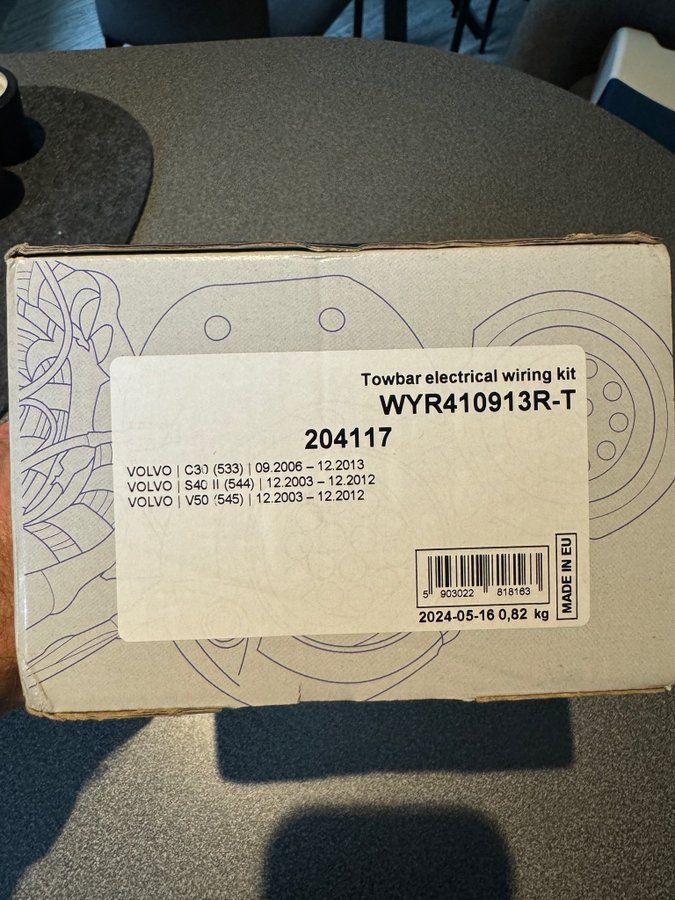 Towbar electrical wiring kit
WYR410913R-T
204117
VOLVO | C30 (533) | 09.2006 – 12.2013
VOLVO | S40 II (544) | 12.2003 – 12.2012
VOLVO | V50 (545) | 12.2003 – 12.2012
5 903022 818163
MADE IN EU
2024-05-16 0,82 kg